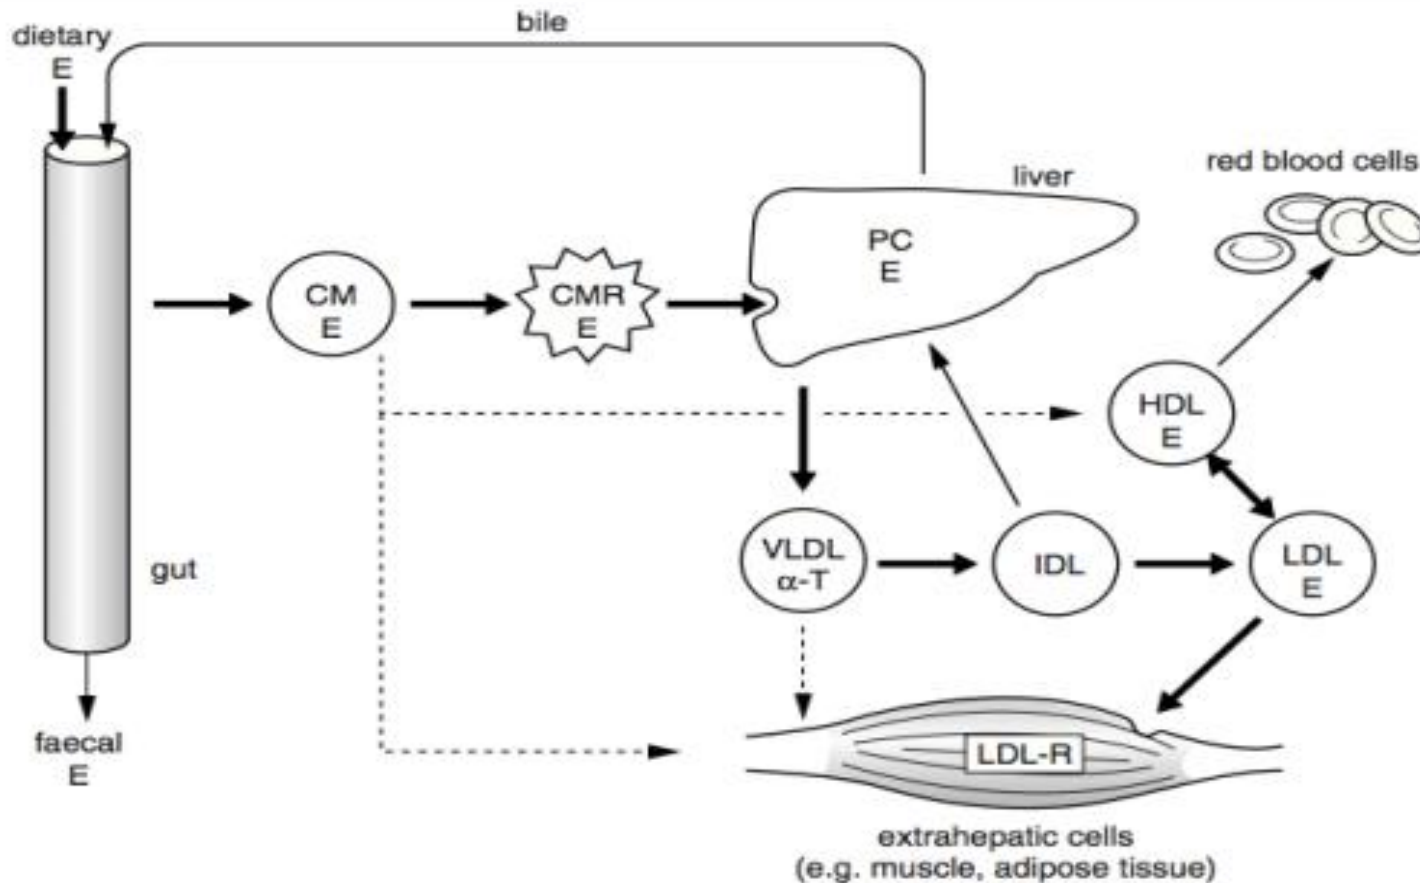 bile
dietary
E
red blood cells
liver
PC
E
CM
E
CMR
E
HDL
E
VLDL
α-T
IDL
LDL
E
gut
faecal
E
LDL-R
extrahepatic cells
(e.g. muscle, adipose tissue)